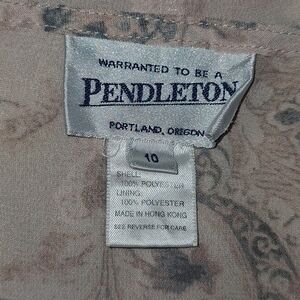 WARRANTED TO BE A
PENDLETON
PORTLAND, OREGON
10
SHELL:
100% POLYESTER
LINING:
100% POLYESTER
MADE IN HONG KONG
SEE REVERSE FOR CARE